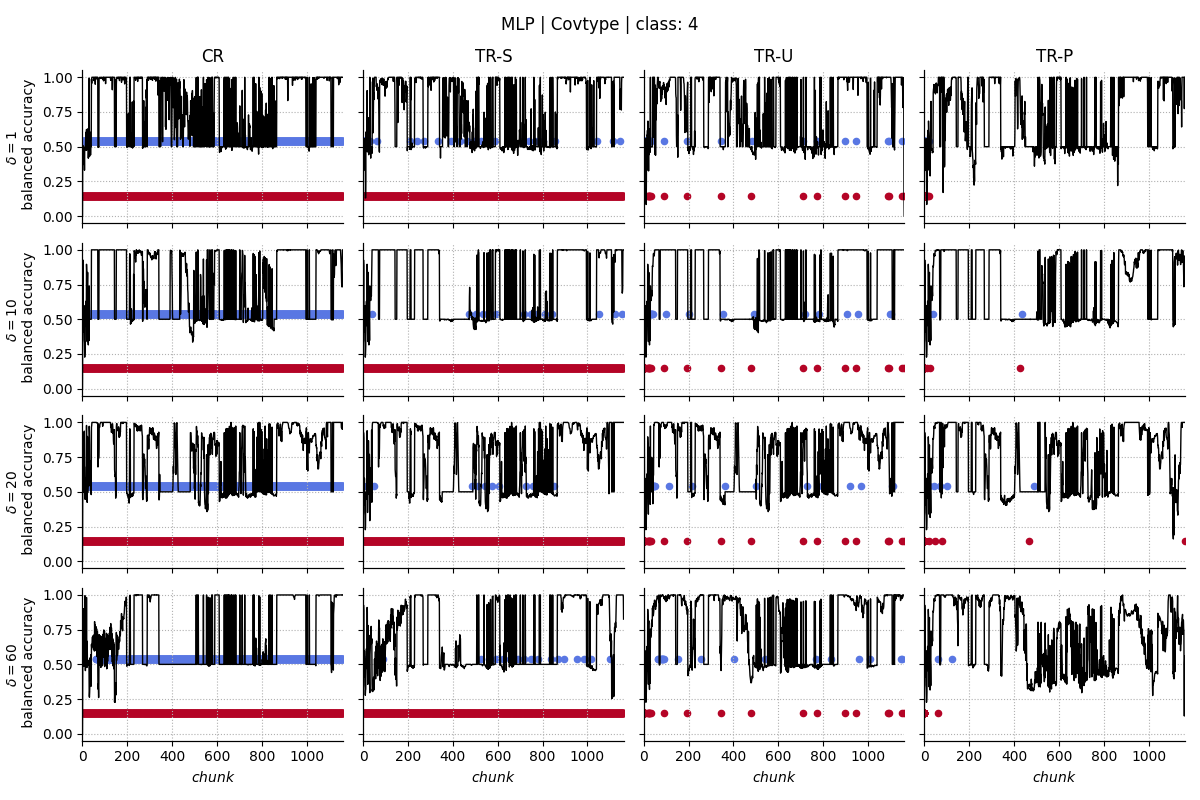 MLP | Covtype | class: 4
CR TR-S TR-U TR-P
δ = 1
balanced accuracy
1.00
0.75
0.50
0.25
0.00
δ = 10
balanced accuracy
1.00
0.75
0.50
0.25
0.00
δ = 20
balanced accuracy
1.00
0.75
0.50
0.25
0.00
δ = 60
balanced accuracy
1.00
0.75
0.50
0.25
0.00
0 200 400 600 800 1000 0 200 400 600 800 1000 0 200 400 600 800 1000 0 200 400 600 800 1000
chunk chunk chunk chunk